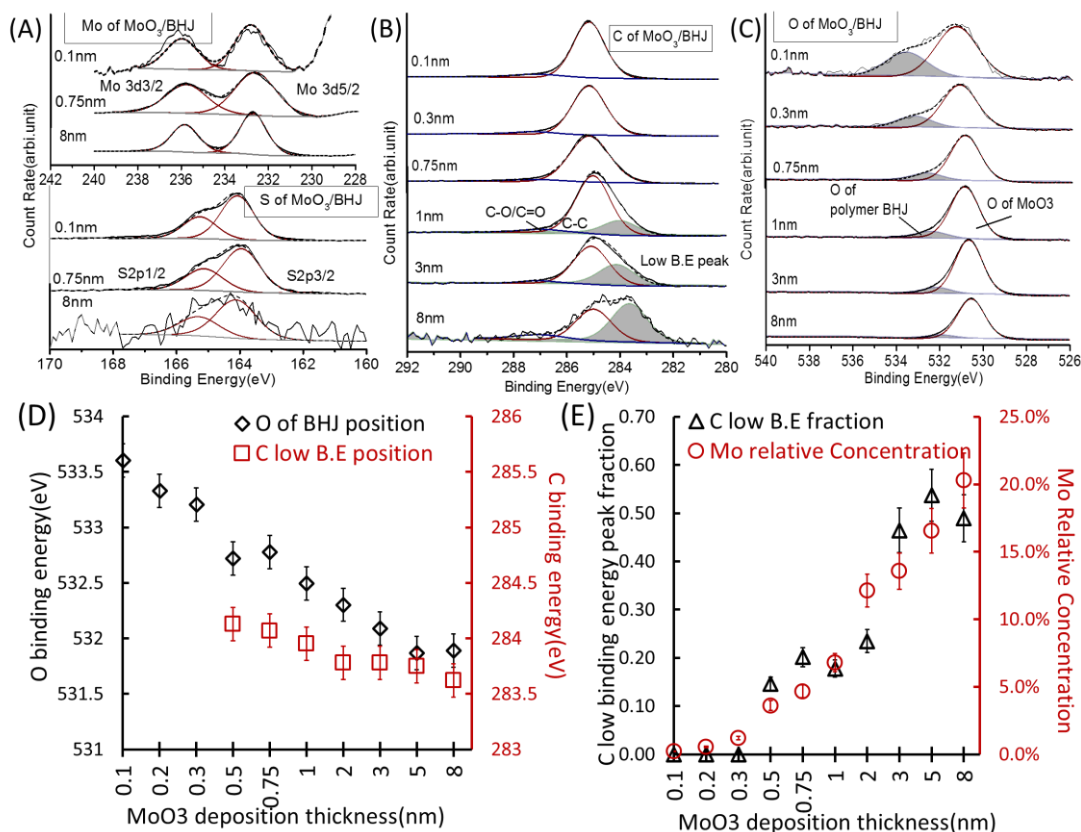 (A)
Mo of MoO3/BHJ
0.1nm
Mo 3d3/2
Mo 3d5/2
0.75nm
8nm
240 238 236 234 232 230 228
S of MoO3/BHJ
0.1nm
0.75nm
S2p1/2
S2p3/2
8nm
170 168 166 164 162 160
Binding Energy(eV)
Count Rate(arbi.unit)
(B)
C of MoO3/BHJ
0.1nm
0.3nm
0.75nm
1nm
C-O/C=O
C-C
3nm
Low B.E peak
8nm
292 290 288 286 284 282 280
Binding Energy(eV)
Count Rate(arbi.unit)
(C)
O of MoO3/BHJ
0.1nm
0.3nm
0.75nm
O of
polymer BHJ
O of MoO3
1nm
3nm
8nm
540 538 536 534 532 530 528 526
Binding Energy(eV)
Count Rate(arbi.unit)
(D)
O of BHJ position
C low B.E position
534
533.5
533
532.5
532
531.5
531
O binding energy(eV)
286
285.5
285
284.5
284
283.5
283
C binding energy(eV)
0.1 0.2 0.3 0.5 0.75 1 2 3 5 8
MoO3 deposition thickness(nm)
(E)
C low B.E fraction
Mo relative Concentration
0.70
0.60
0.50
0.40
0.30
0.20
0.10
0.00
C low binding energy peak fraction
25.0%
20.0%
15.0%
10.0%
5.0%
0.0%
Mo Relative Concentration
0.1 0.2 0.3 0.5 0.75 1 2 3 5 8
MoO3 deposition thickness(nm)